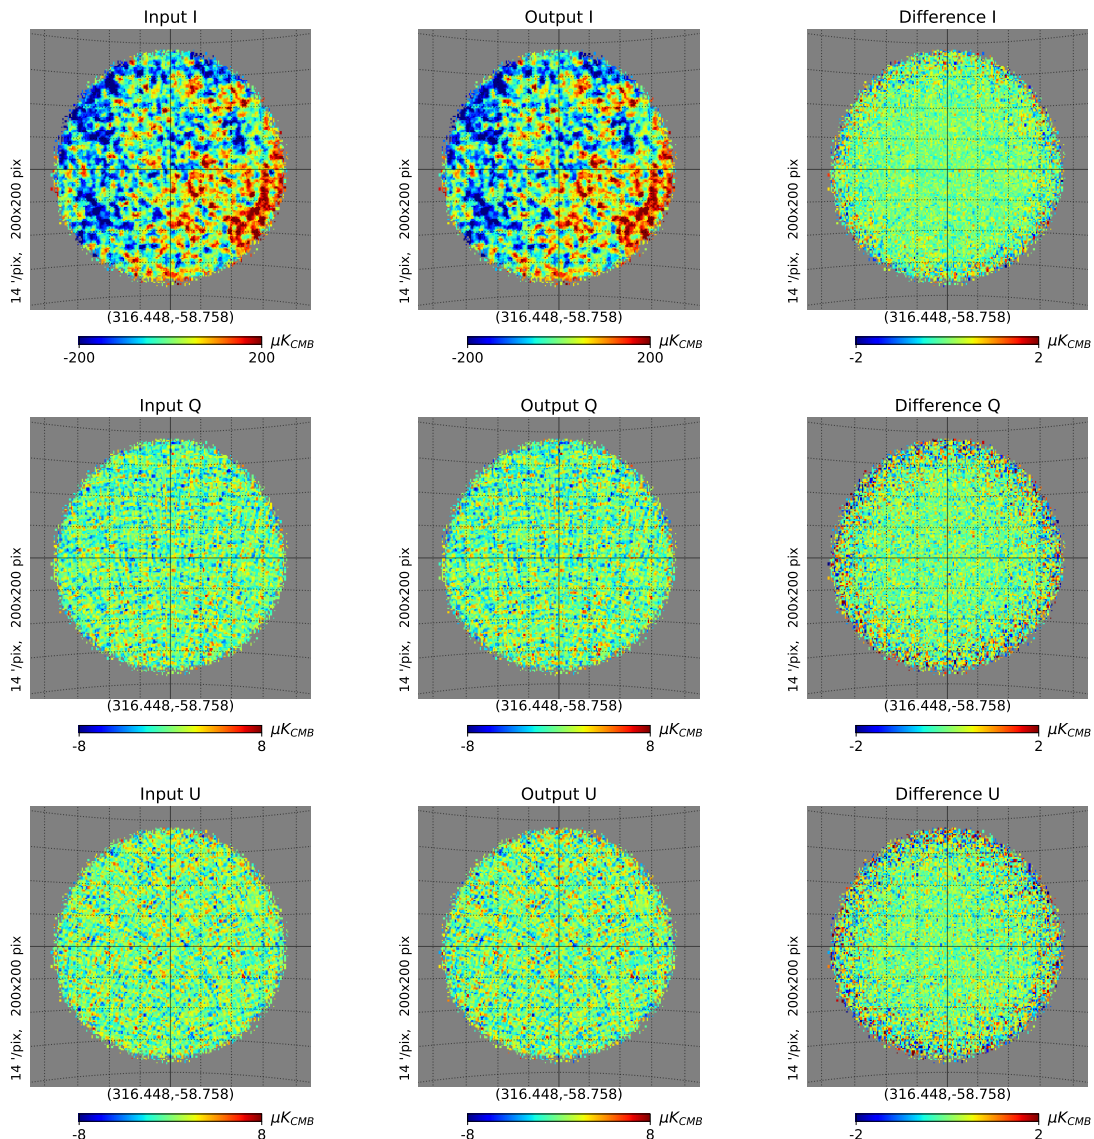 Input I
14 '/pix, 200x200 pix
(316.448,-58.758)
-200 200 μK_CMB
Output I
14 '/pix, 200x200 pix
(316.448,-58.758)
-200 200 μK_CMB
Difference I
14 '/pix, 200x200 pix
(316.448,-58.758)
-2 2 μK_CMB
Input Q
14 '/pix, 200x200 pix
(316.448,-58.758)
-8 8 μK_CMB
Output Q
14 '/pix, 200x200 pix
(316.448,-58.758)
-8 8 μK_CMB
Difference Q
14 '/pix, 200x200 pix
(316.448,-58.758)
-2 2 μK_CMB
Input U
14 '/pix, 200x200 pix
(316.448,-58.758)
-8 8 μK_CMB
Output U
14 '/pix, 200x200 pix
(316.448,-58.758)
-8 8 μK_CMB
Difference U
14 '/pix, 200x200 pix
(316.448,-58.758)
-2 2 μK_CMB